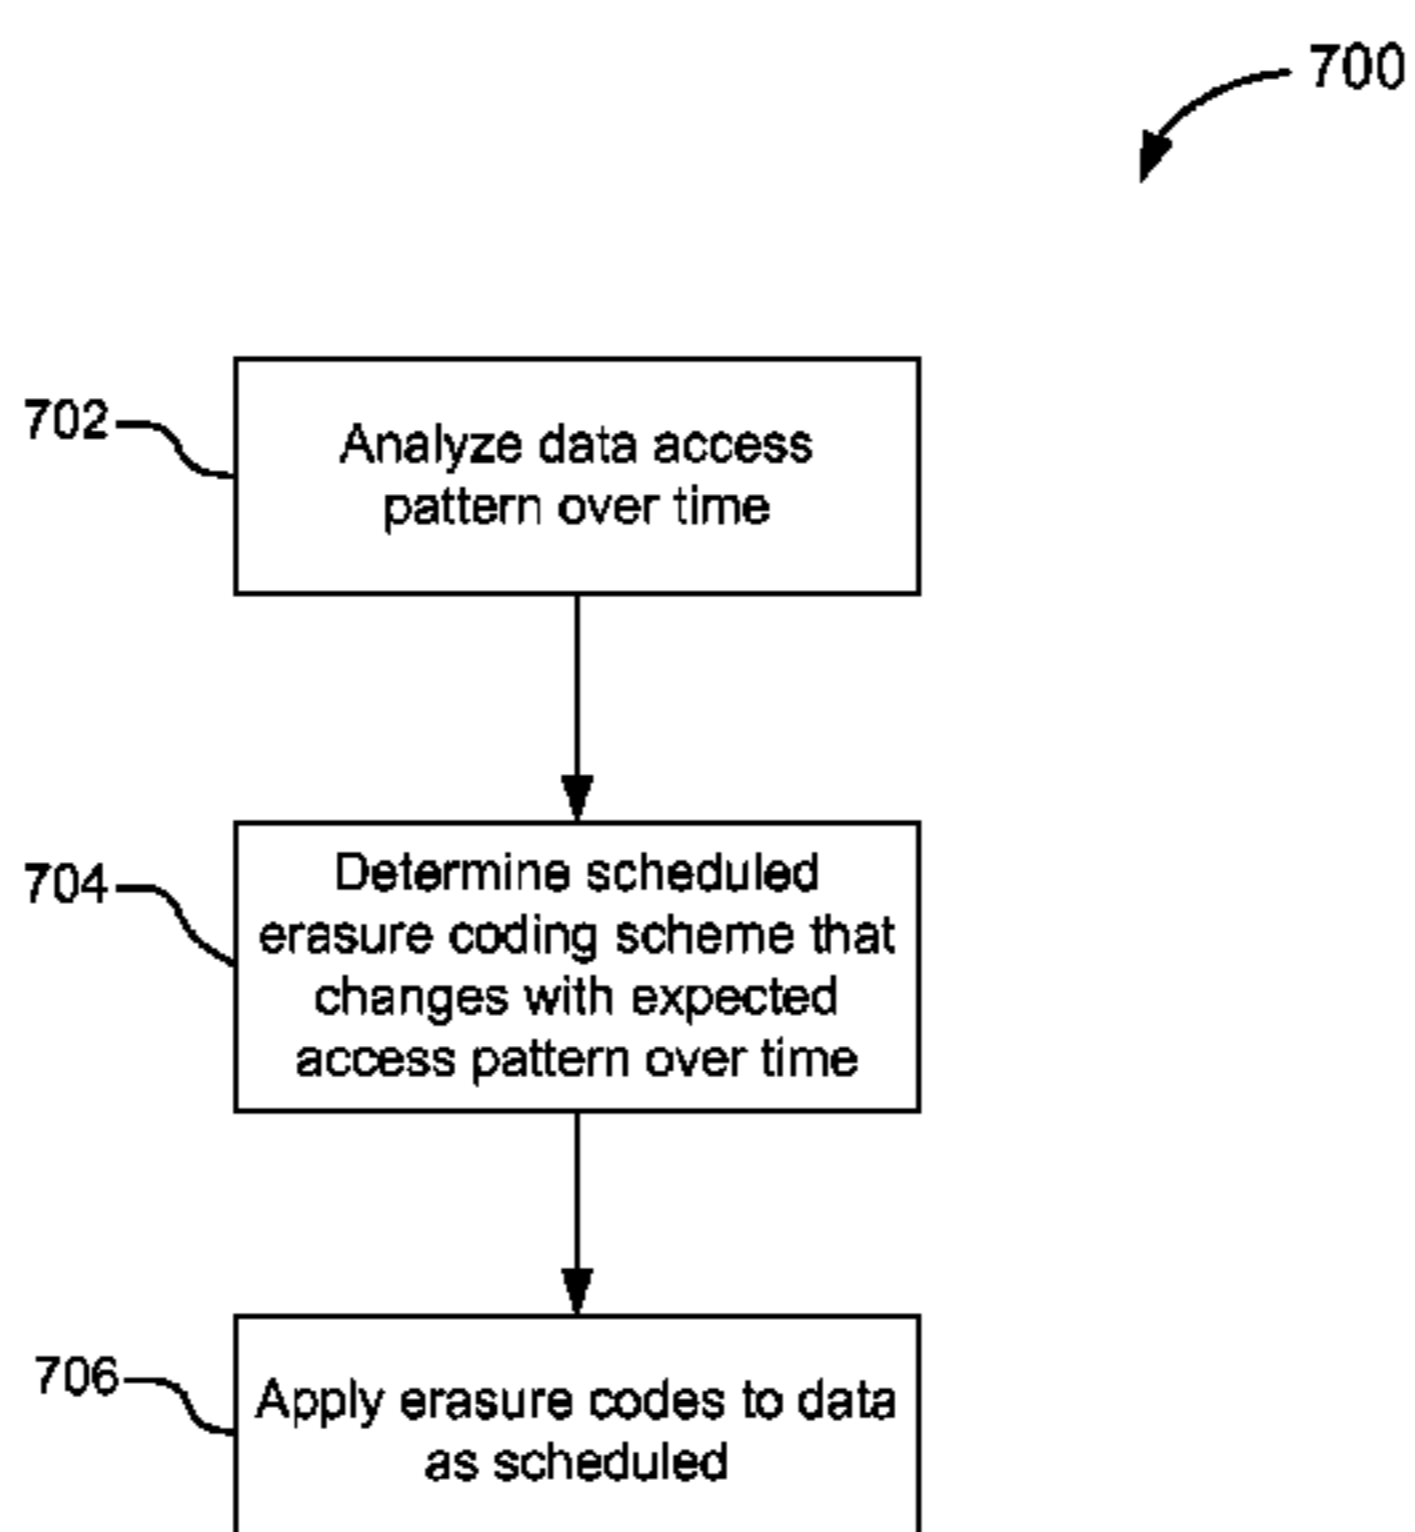 700
702
Analyze data access
pattern over time
704
Determine scheduled
erasure coding scheme that
changes with expected
access pattern over time
706
Apply erasure codes to data
as scheduled